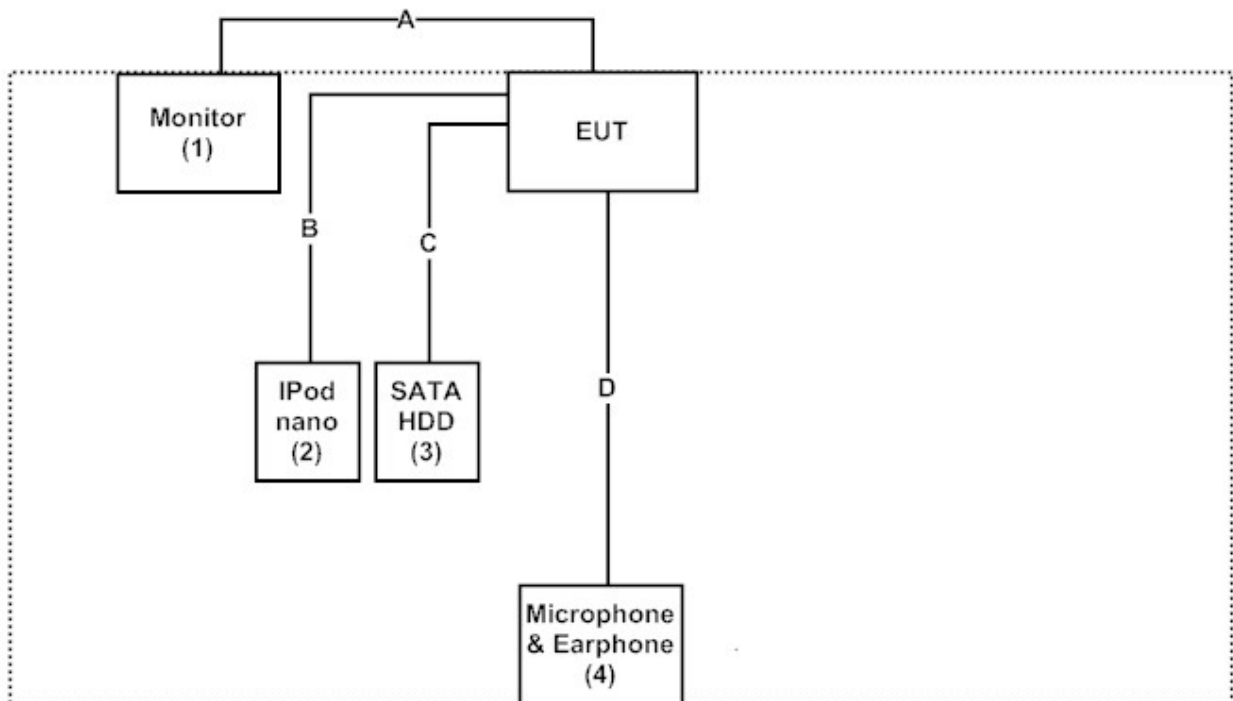 A
Monitor
(1)
EUT
B
C
IPod
nano
(2)
SATA
HDD
(3)
D
Microphone
& Earphone
(4)